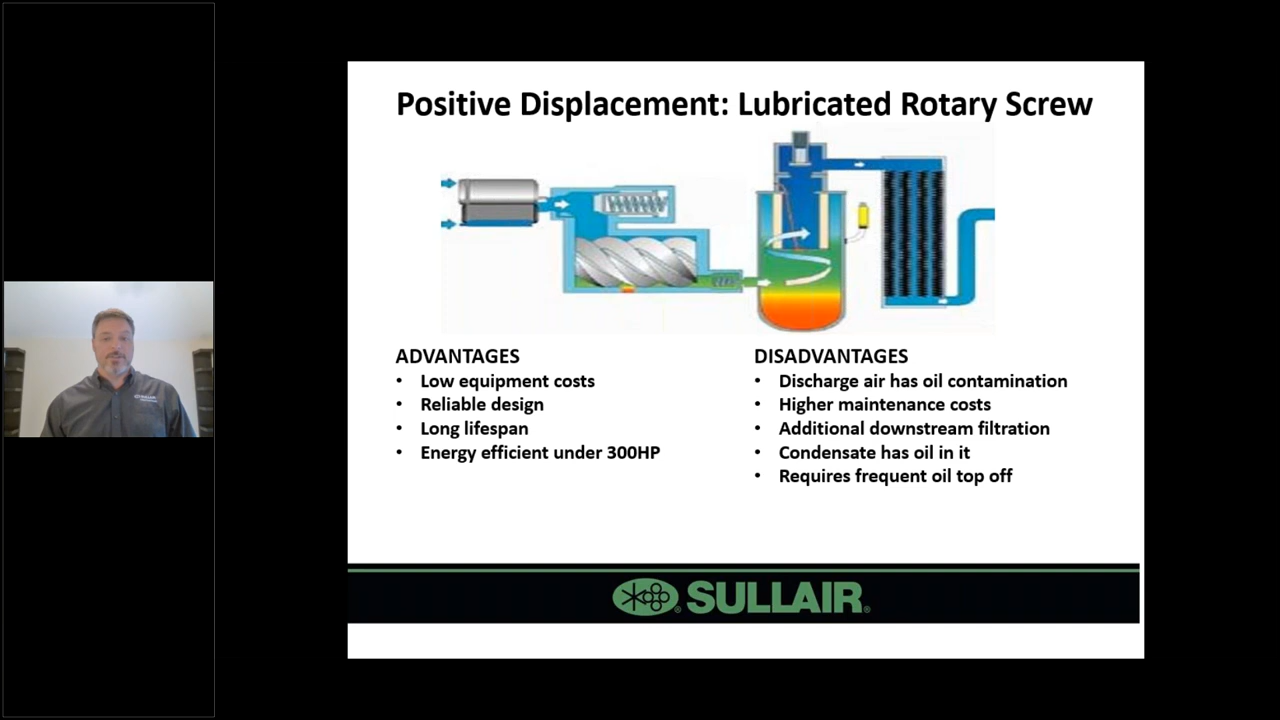 Positive Displacement: Lubricated Rotary Screw
ADVANTAGES
• Low equipment costs
• Reliable design
• Long lifespan
• Energy efficient under 300HP
DISADVANTAGES
• Discharge air has oil contamination
• Higher maintenance costs
• Additional downstream filtration
• Condensate has oil in it
• Requires frequent oil top off
SULLAIR®
SULLAIR